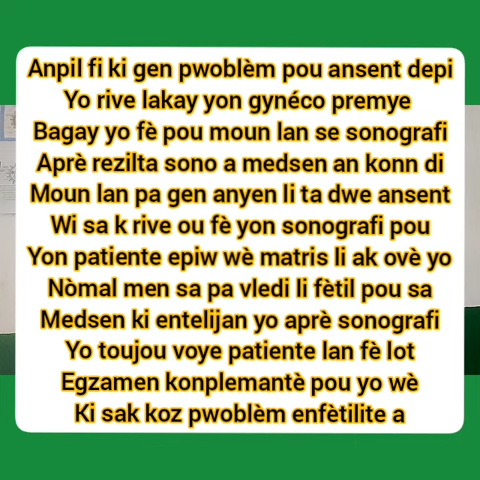 Anpil fi ki gen pwoblèm pou ansent depi
Yo rive lakay yon gynéco premye
Bagay yo fè pou moun lan se sonografi
Aprè rezilta sono a medsen an konn di
Moun lan pa gen anyen li ta dwe ansent
Wi sa k rive ou fè yon sonografi pou
Yon patiente epiw wè matris li ak ovè yo
Nòmal men sa pa vledi li fètil pou sa
Medsen ki entelijan yo aprè sonografi
Yo toujou voye patiente lan fè lot
Egzamen konplemantè pou yo wè
Ki sak koz pwoblèm enfètilite a